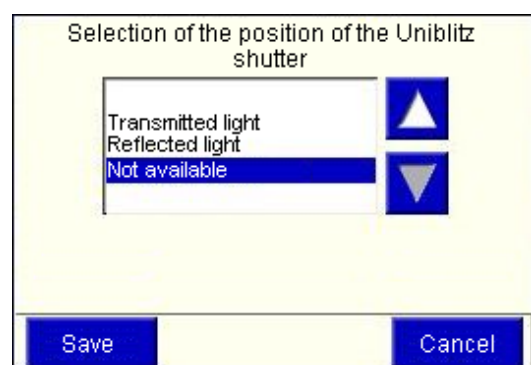 Selection of the position of the Uniblitz
shutter
Transmitted light
Reflected light
Not available
Save
Cancel